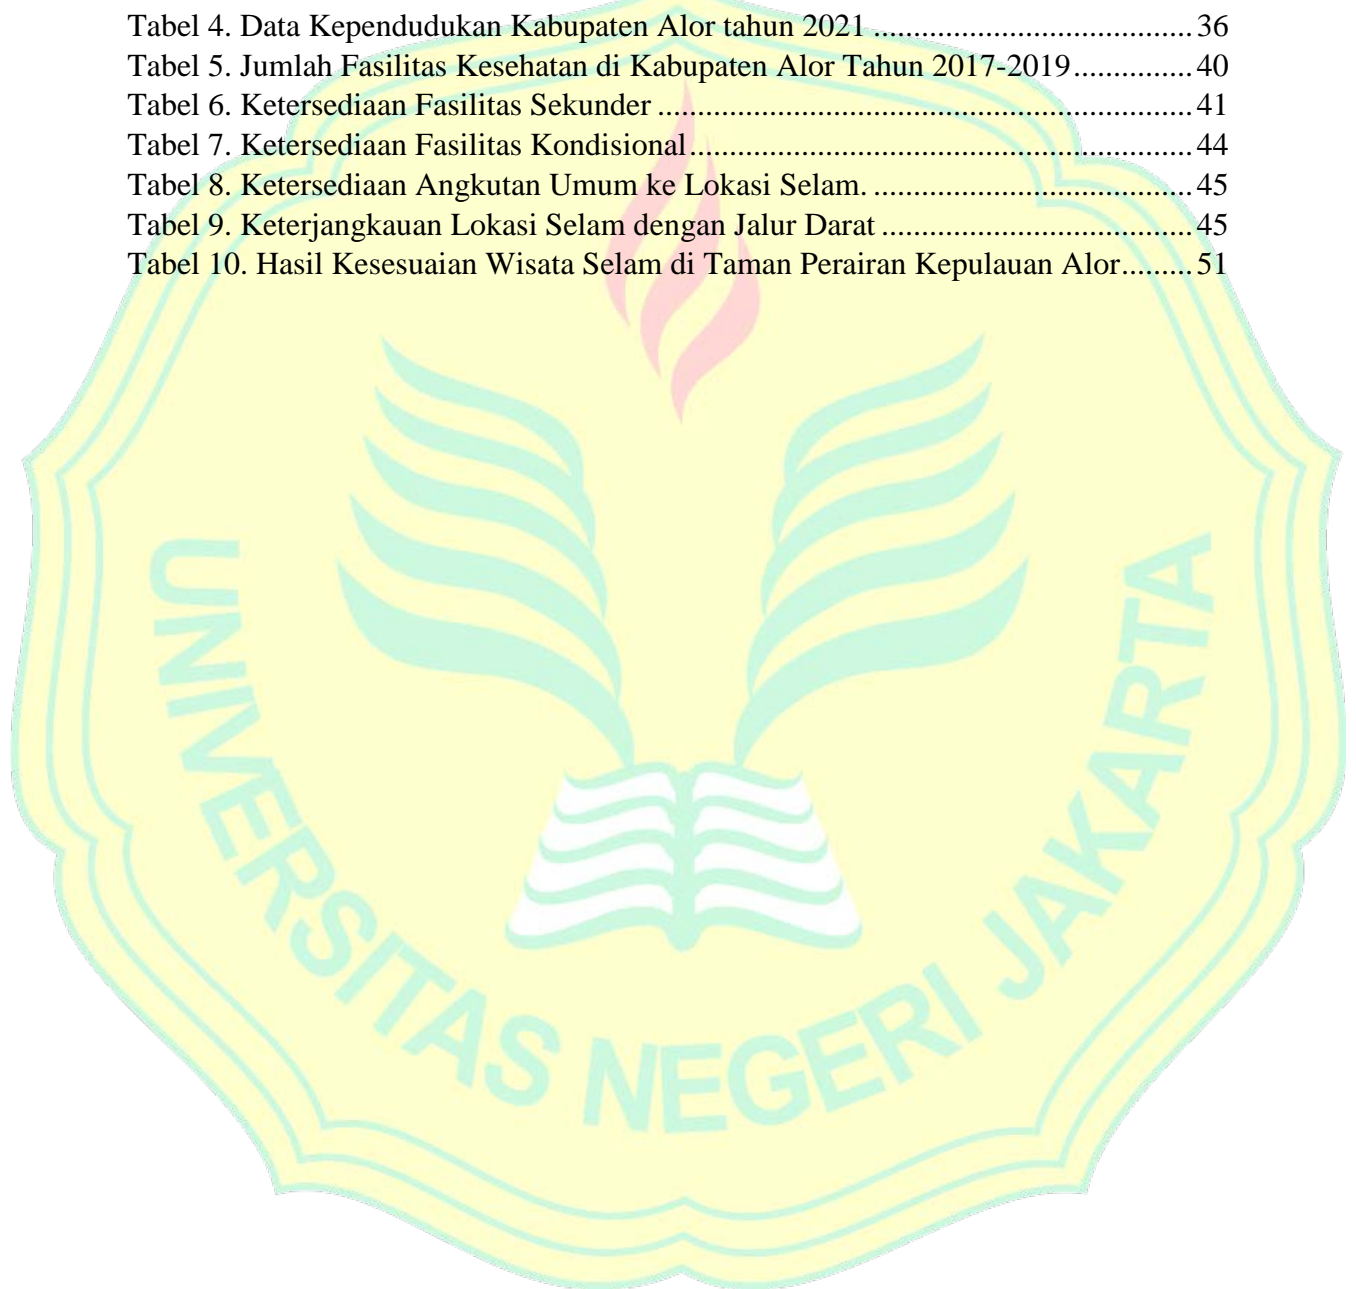 Tabel 4. Data Kependudukan Kabupaten Alor tahun 2021 ................................... 36
Tabel 5. Jumlah Fasilitas Kesehatan di Kabupaten Alor Tahun 2017-2019............... 40
Tabel 6. Ketersediaan Fasilitas Sekunder .................................................................. 41
Tabel 7. Ketersediaan Fasilitas Kondisional............................................................... 44
Tabel 8. Ketersediaan Angkutan Umum ke Lokasi Selam. ....................................... 45
Tabel 9. Keterjangkauan Lokasi Selam dengan Jalur Darat ...................................... 45
Tabel 10. Hasil Kesesuaian Wisata Selam di Taman Perairan Kepulauan Alor......... 51
UNIVERSITAS NEGERI JAKARTA